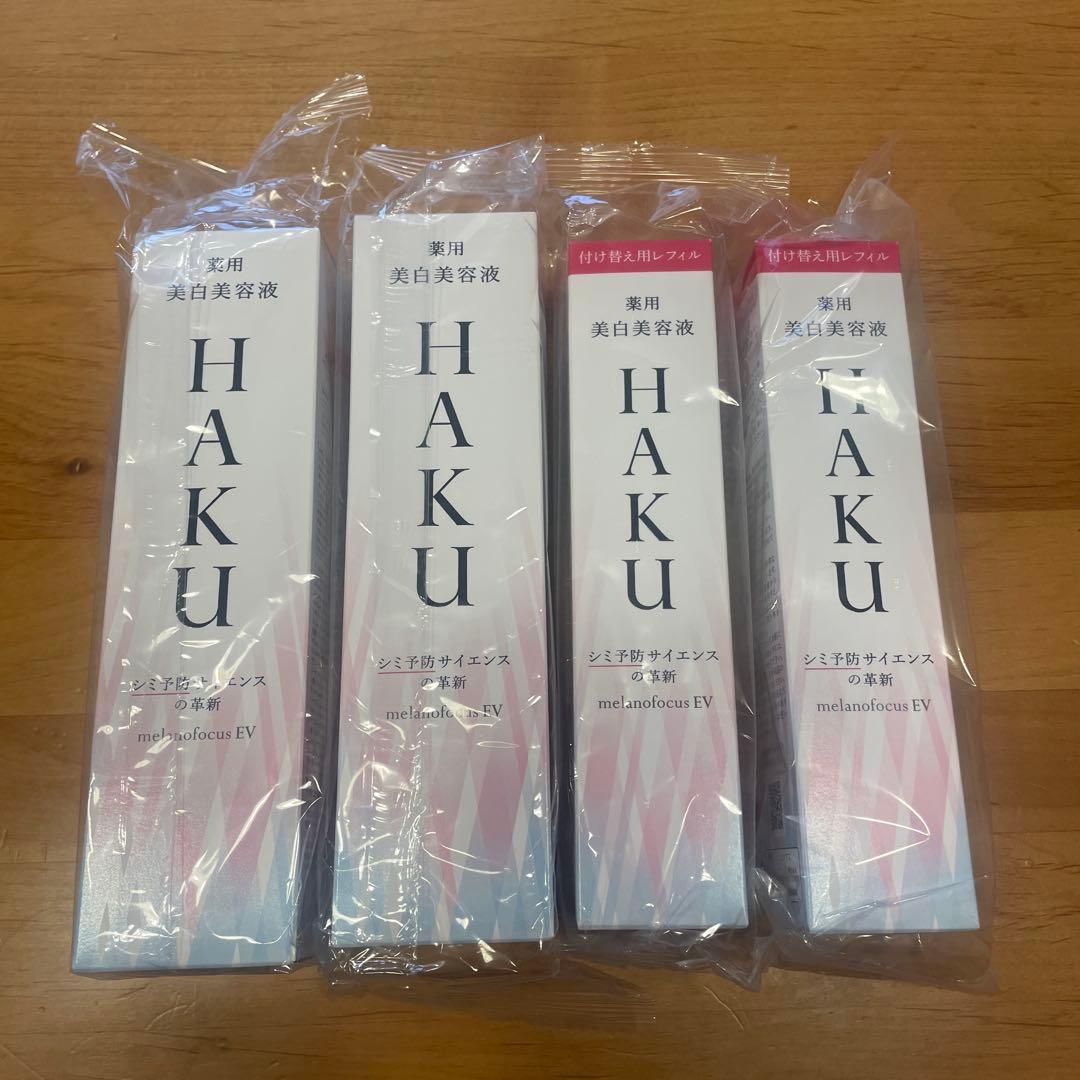 薬用
美白美容液
HAKU
シミ予防サイエンス
の革新
melanofocus EV
薬用
美白美容液
HAKU
シミ予防サイエンス
の革新
melanofocus EV
付け替え用レフィル
薬用
美白美容液
HAKU
シミ予防サイエンス
の革新
melanofocus EV
付け替え用レフィル
薬用
美白美容液
HAKU
シミ予防サイエンス
の革新
melanofocus EV